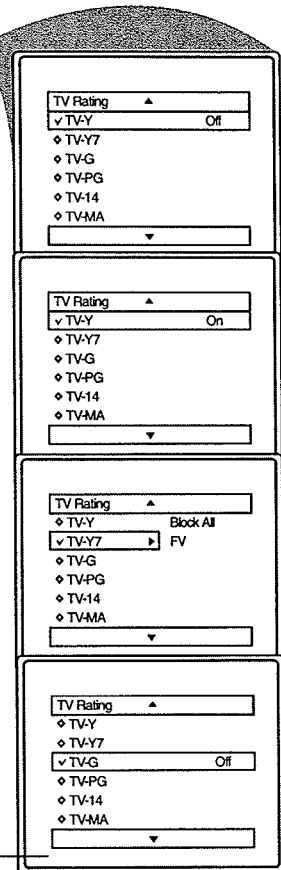 TV Rating ▲
✓ TV-Y Off
◇ TV-Y7
◇ TV-G
◇ TV-PG
◇ TV-14
◇ TV-MA
▼
TV Rating ▲
✓ TV-Y On
◇ TV-Y7
◇ TV-G
◇ TV-PG
◇ TV-14
◇ TV-MA
▼
TV Rating ▲
◇ TV-Y Block All
✓ TV-Y7 ▶ FV
◇ TV-G
◇ TV-PG
◇ TV-14
◇ TV-MA
▼
TV Rating ▲
◇ TV-Y
◇ TV-Y7
✓ TV-G Off
◇ TV-PG
◇ TV-14
◇ TV-MA
▼